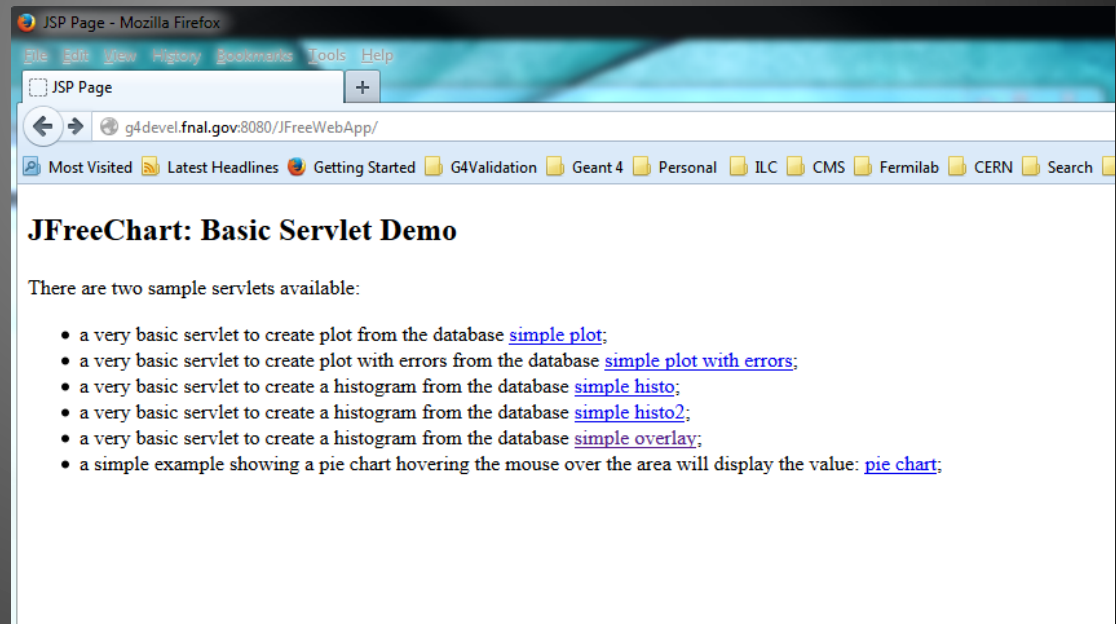 JSP Page - Mozilla Firefox
File Edit View History Bookmarks Tools Help
JSP Page +
g4devel.fnal.gov:8080/JFreeWebApp/
Most Visited Latest Headlines Getting Started G4Validation Geant 4 Personal ILC CMS Fermilab CERN Search
JFreeChart: Basic Servlet Demo
There are two sample servlets available:
• a very basic servlet to create plot from the database simple plot;
• a very basic servlet to create plot with errors from the database simple plot with errors;
• a very basic servlet to create a histogram from the database simple histo;
• a very basic servlet to create a histogram from the database simple histo2;
• a very basic servlet to create a histogram from the database simple overlay;
• a simple example showing a pie chart hovering the mouse over the area will display the value: pie chart;